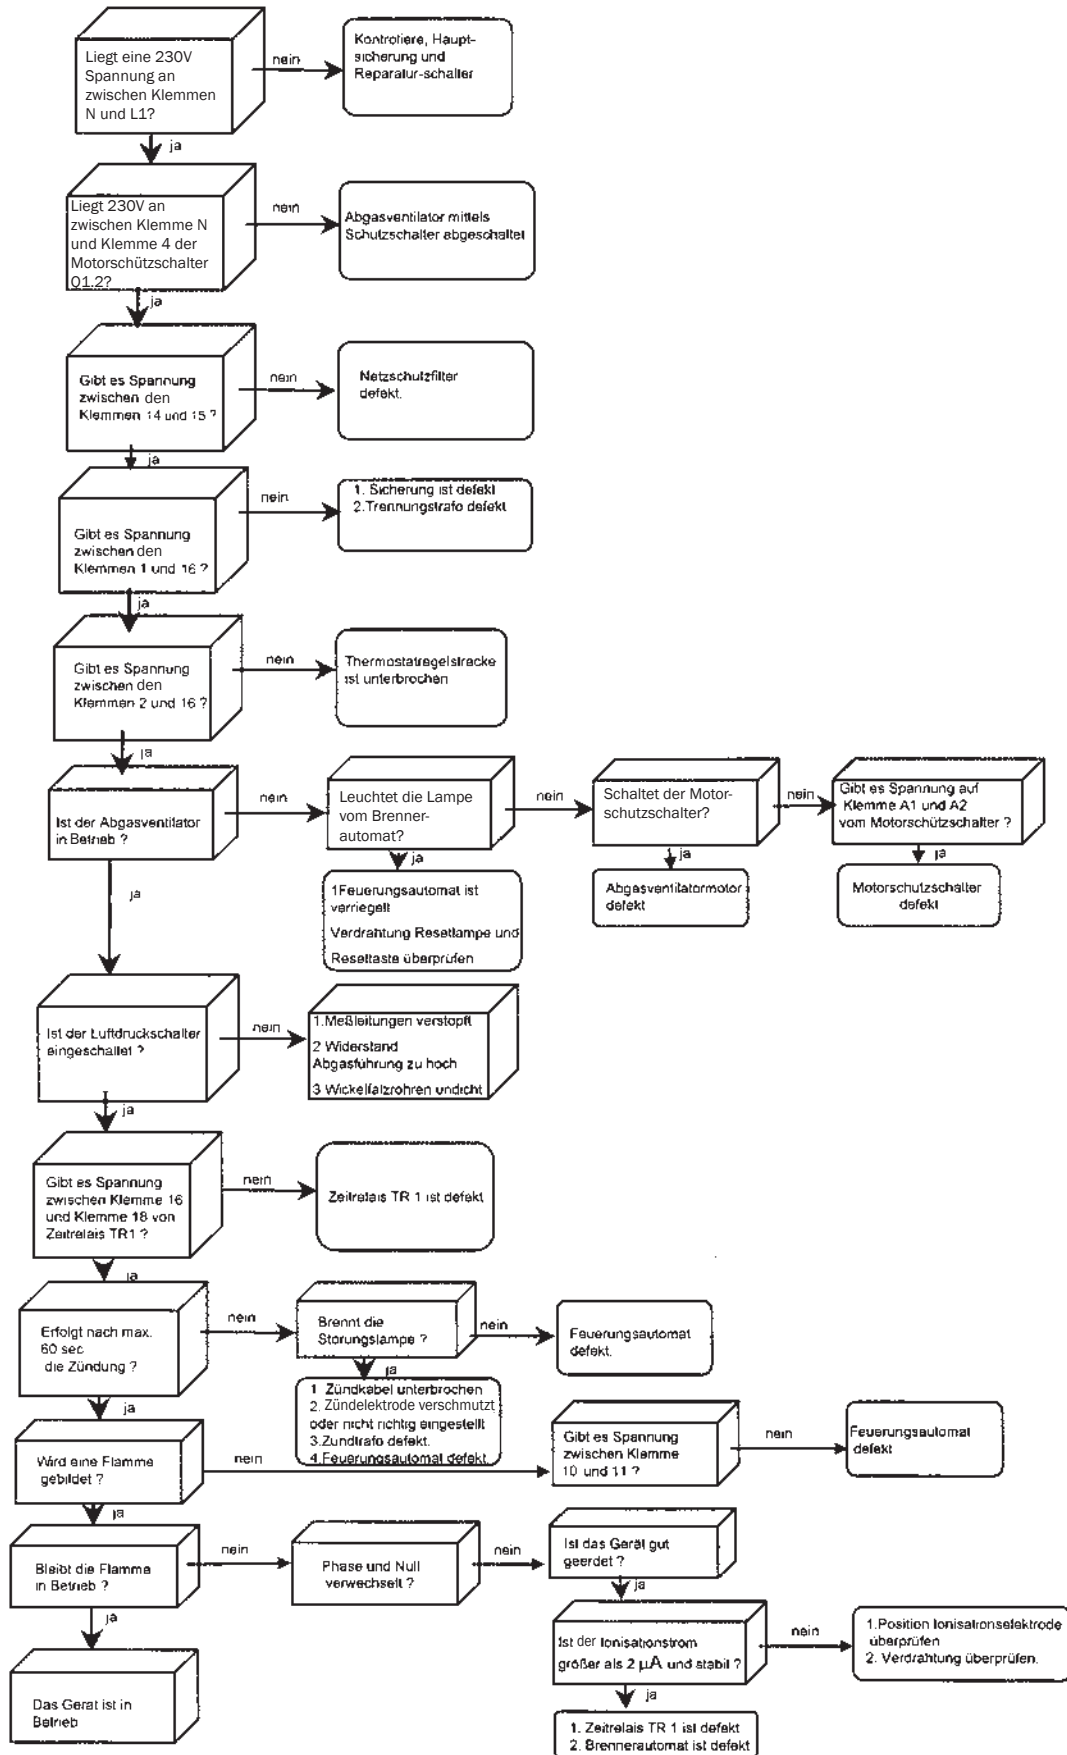 Liegt eine 230V
Spannung an
zwischen Klemmen
N und L1?
nein
Kontroliere, Haupt-
sicherung und
Reparatur-schalter
ja
Liegt 230V an
zwischen Klemme N
und Klemme 4 der
Motorschützschalter
01.2?
nein
Abgasventilator mittels
Schutzschalter abgeschaltet
ja
Gibt es Spannung
zwischen den
Klemmen 14 und 15 ?
nein
Netzschulzfilter
defekt.
ja
Gibt es Spannung
zwischen den
Klemmen 1 und 16 ?
nein
1. Sicherung ist defekt
2.Trennungstrafo defekt
ja
Gibt es Spannung
zwischen den
Klemmen 2 und 16 ?
nein
Thermostatregelstrecke
ist unterbrochen
ja
Ist der Abgasventilator
in Betrieb ?
nein
Leuchtet die Lampe
vom Brenner-
automat?
nein
Schaltet der Motor-
schutzschalter?
nein
Gibt es Spannung auf
Klemme A1 und A2
vom Motorschützschalter ?
ja
1Feuerungsautomat ist
verriegelt
Verdrahtung Resetlampe und
Resettaste überprüfen
ja
Abgasventilatormotor
defekt
ja
Motorschutzschalter
defekt
ja
Ist der Luftdruckschalter
eingeschallet ?
nein
1.Meßleitungen verstopft
2 Widerstand
Abgasführung zu hoch
3 Wickelfalzrohren undicht
ja
Gibt es Spannung
zwischen Klemme 16
und Klemme 18 von
Zeitrelais TR1 ?
nein
Zeitrelais TR 1 ist defekt
ja
Erfolgt nach max.
60 sec
die Zündung ?
nein
Brennt die
Storungslampe ?
nein
Feuerungsautomat
defekt.
ja
1 Zündkabel unterbrochen
2. Zündelektrode verschmutzt
oder nicht richtig eingestellt
3.Zundtrafo defekt.
4.Feuerungsautomat defekt.
ja
Wird eine Flamme
gebildet ?
nein
Gibt es Spannung
zwischen Klemme
10 und 11 ?
nein
Feuerungsautomat
defekt
ja
Bleibt die Flamme
in Betrieb ?
nein
Phase und Null
verwechselt ?
nein
Ist das Gerät gut
geerdet ?
ja
Ist der Ionisationstrom
größer als 2 µA und stabil ?
nein
1.Position Ionisationselektrode
überprüfen
2. Verdrahtung überprüfen.
ja
1. Zeitrelais TR 1 ist defekt
2. Brennerautomat ist defekt
ja
Das Gerat ist in
Betrieb